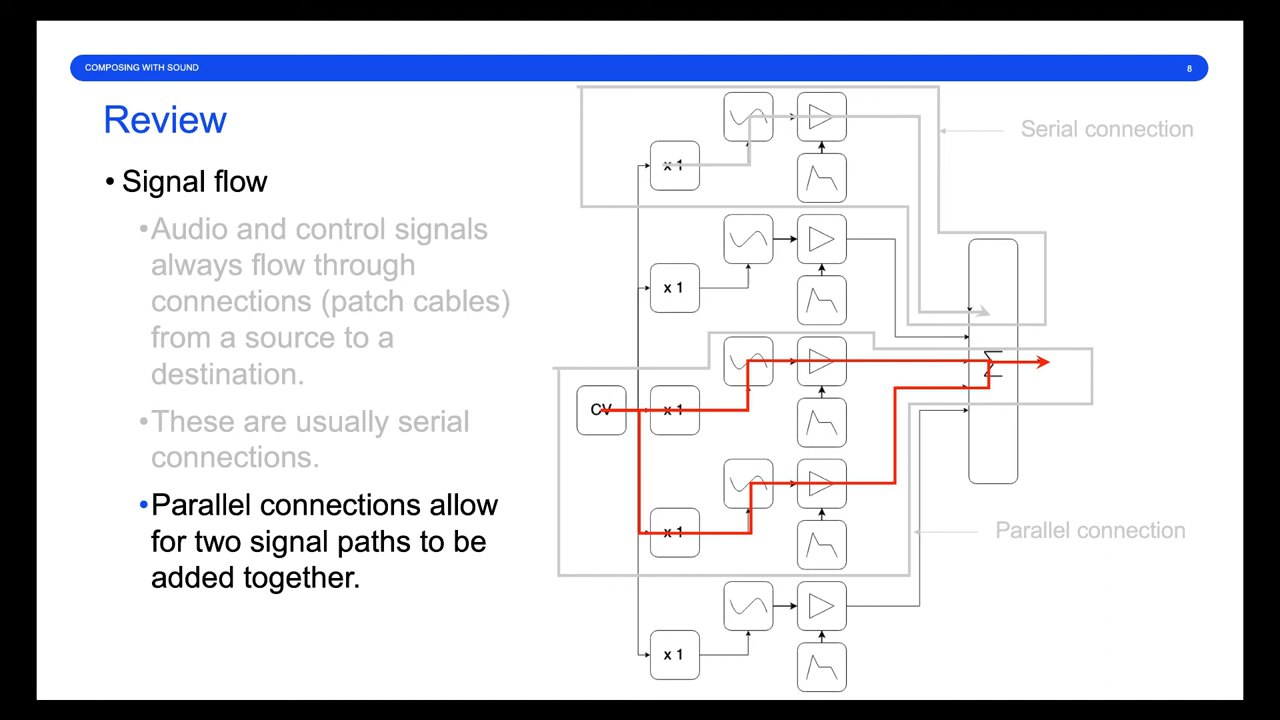 COMPOSING WITH SOUND
8
Review
• Signal flow
•Audio and control signals
always flow through
connections (patch cables)
from a source to a
destination.
•These are usually serial
connections.
•Parallel connections allow
for two signal paths to be
added together.
Serial connection
x 1
x 1
Σ
CV
x 1
x 1
Parallel connection
x 1